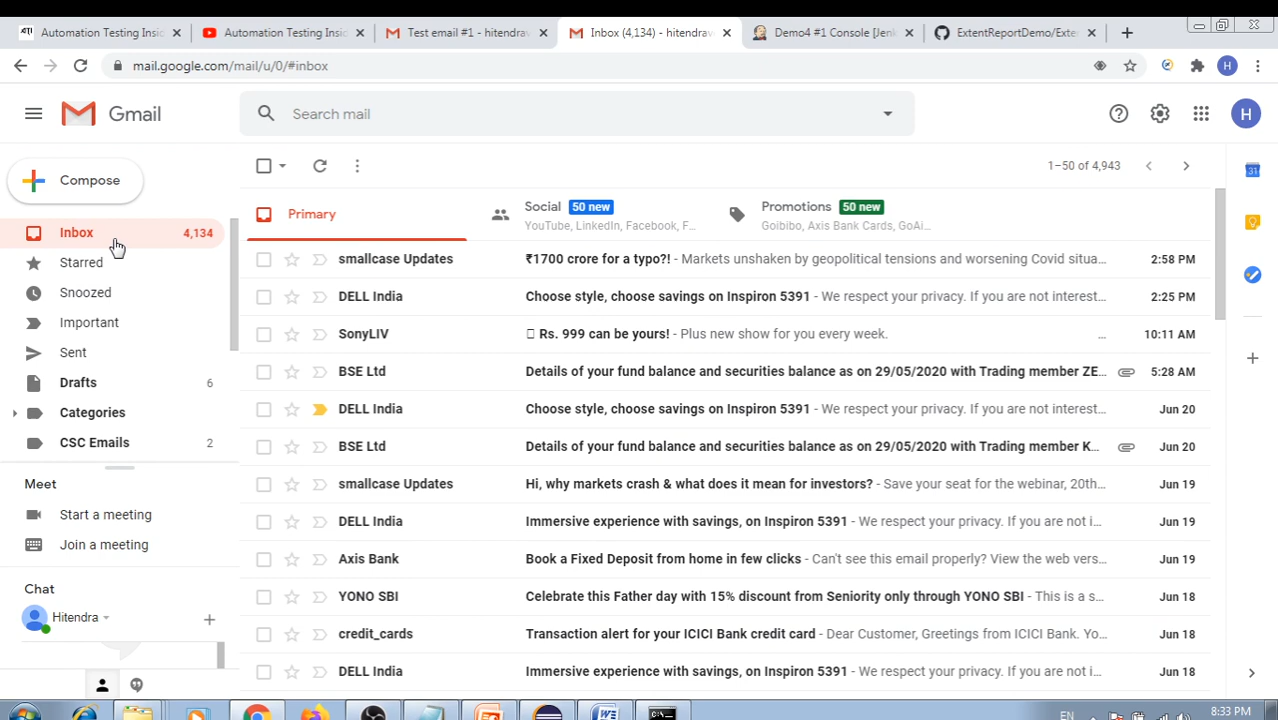 ATI Automation Testing Insi
Automation Testing Insi
Test email #1 - hitendrav
Inbox (4,134) - hitendrav
Demo4 #1 Console [Jenk
ExtentReportDemo/Exte
mail.google.com/mail/u/0/#inbox
H
Gmail
Search mail
H
Compose
1–50 of 4,943
31
Inbox 4,134
Starred
Snoozed
Important
Sent
Drafts 6
Categories
CSC Emails 2
Primary
Social 50 new
YouTube, LinkedIn, Facebook, F...
Promotions 50 new
Goibibo, Axis Bank Cards, GoAi...
smallcase Updates ₹1700 crore for a typo?! - Markets unshaken by geopolitical tensions and worsening Covid situa... 2:58 PM
DELL India Choose style, choose savings on Inspiron 5391 - We respect your privacy. If you are not interest... 2:25 PM
SonyLIV Rs. 999 can be yours! - Plus new show for you every week. ... 10:11 AM
BSE Ltd Details of your fund balance and securities balance as on 29/05/2020 with Trading member ZE... 5:28 AM
DELL India Choose style, choose savings on Inspiron 5391 - We respect your privacy. If you are not interest... Jun 20
BSE Ltd Details of your fund balance and securities balance as on 29/05/2020 with Trading member K... Jun 20
smallcase Updates Hi, why markets crash & what does it mean for investors? - Save your seat for the webinar, 20th... Jun 19
DELL India Immersive experience with savings, on Inspiron 5391 - We respect your privacy. If you are not i... Jun 19
Axis Bank Book a Fixed Deposit from home in few clicks - Can't see this email properly? View the web vers... Jun 19
YONO SBI Celebrate this Father day with 15% discount from Seniority only through YONO SBI - This is a s... Jun 18
credit_cards Transaction alert for your ICICI Bank credit card - Dear Customer, Greetings from ICICI Bank. Yo... Jun 18
DELL India Immersive experience with savings, on Inspiron 5391 - We respect your privacy. If you are not i... Jun 18
Meet
Start a meeting
Join a meeting
Chat
Hitendra
EN
8:33 PM